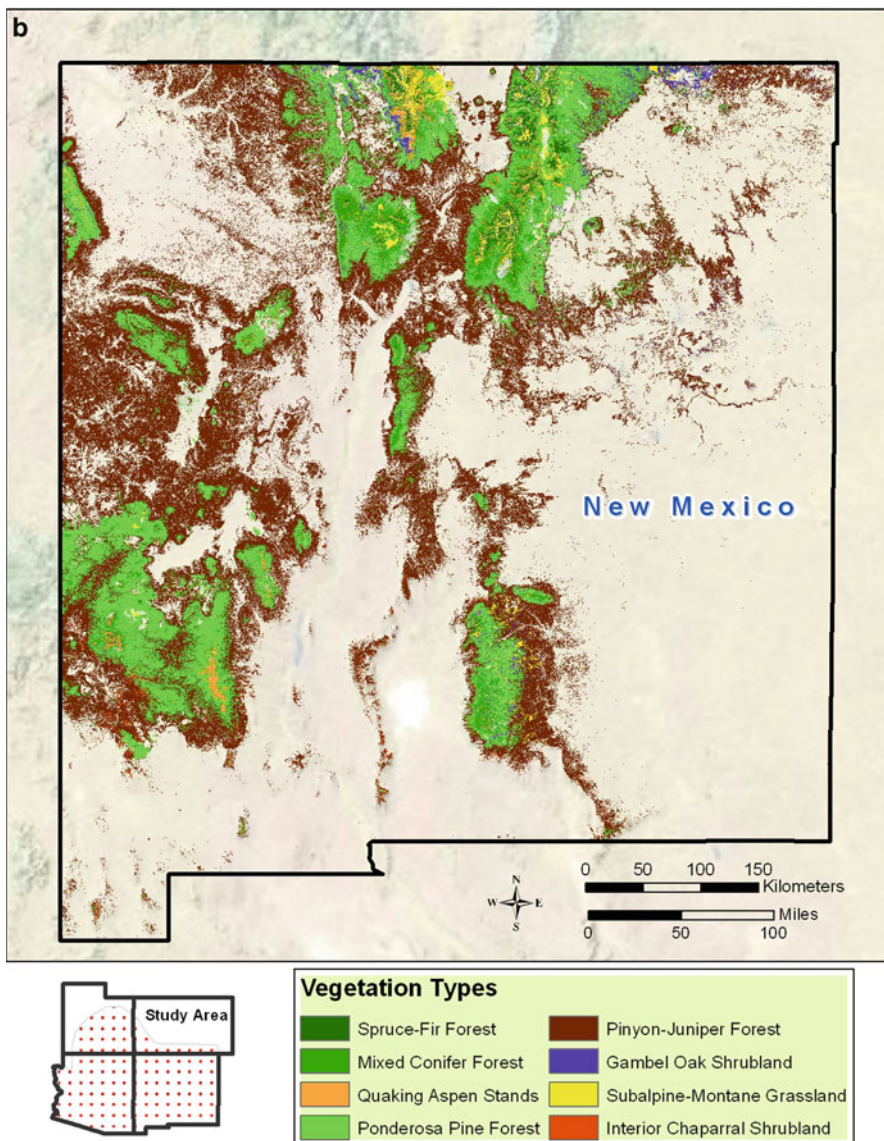 b
New Mexico
0 50 100 150
Kilometers
Miles
0 50 100
N
W E
S
Study Area
Vegetation Types
Spruce-Fir Forest
Mixed Conifer Forest
Quaking Aspen Stands
Ponderosa Pine Forest
Pinyon-Juniper Forest
Gambel Oak Shrubland
Subalpine-Montane Grassland
Interior Chaparral Shrubland